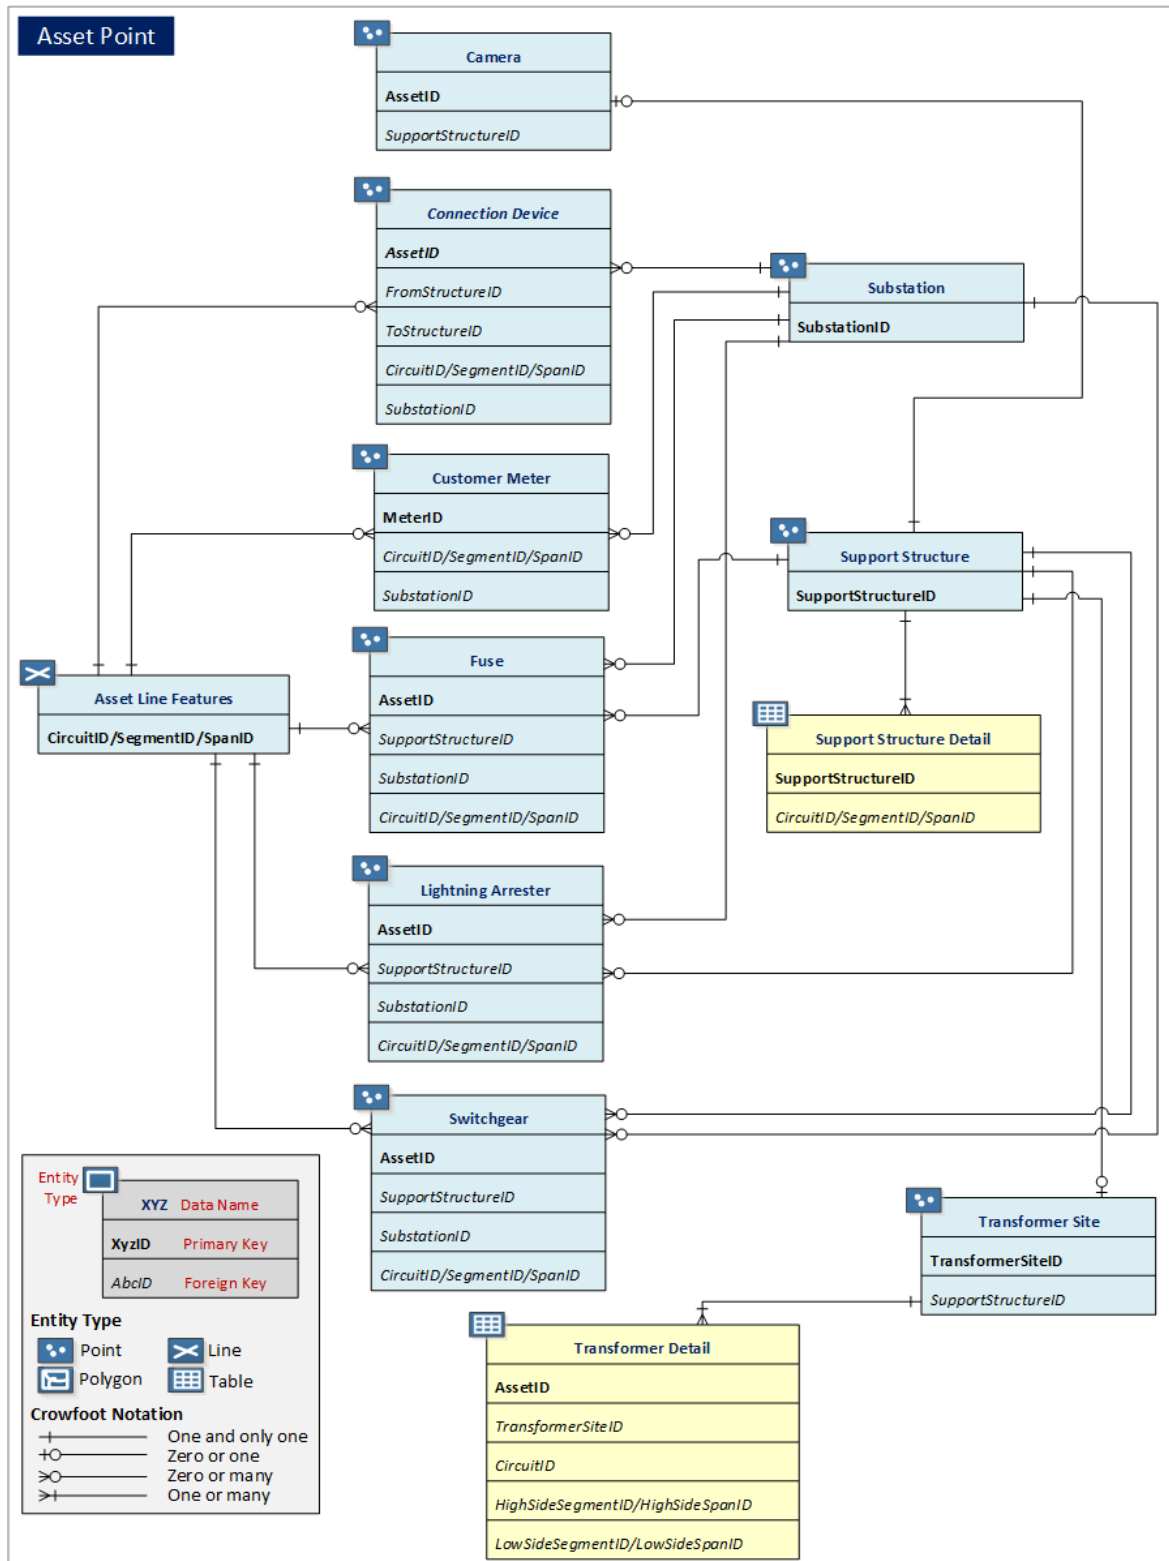 Asset Point
Camera
AssetID
SupportStructureID
Connection Device
AssetID
FromStructureID
ToStructureID
CircuitID/SegmentID/SpanID
SubstationID
Substation
SubstationID
Customer Meter
MeterID
CircuitID/SegmentID/SpanID
SubstationID
Support Structure
SupportStructureID
Fuse
AssetID
SupportStructureID
SubstationID
CircuitID/SegmentID/SpanID
Asset Line Features
CircuitID/SegmentID/SpanID
Support Structure Detail
SupportStructureID
CircuitID/SegmentID/SpanID
Lightning Arrester
AssetID
SupportStructureID
SubstationID
CircuitID/SegmentID/SpanID
Switchgear
AssetID
SupportStructureID
SubstationID
CircuitID/SegmentID/SpanID
Transformer Site
TransformerSiteID
SupportStructureID
Transformer Detail
AssetID
TransformerSiteID
CircuitID
HighSideSegmentID/HighSideSpanID
LowSideSegmentID/LowSideSpanID
Entity
Type
XYZ Data Name
XyzID Primary Key
AbcID Foreign Key
Entity Type
Point
Line
Polygon
Table
Crowfoot Notation
One and only one
Zero or one
Zero or many
One or many